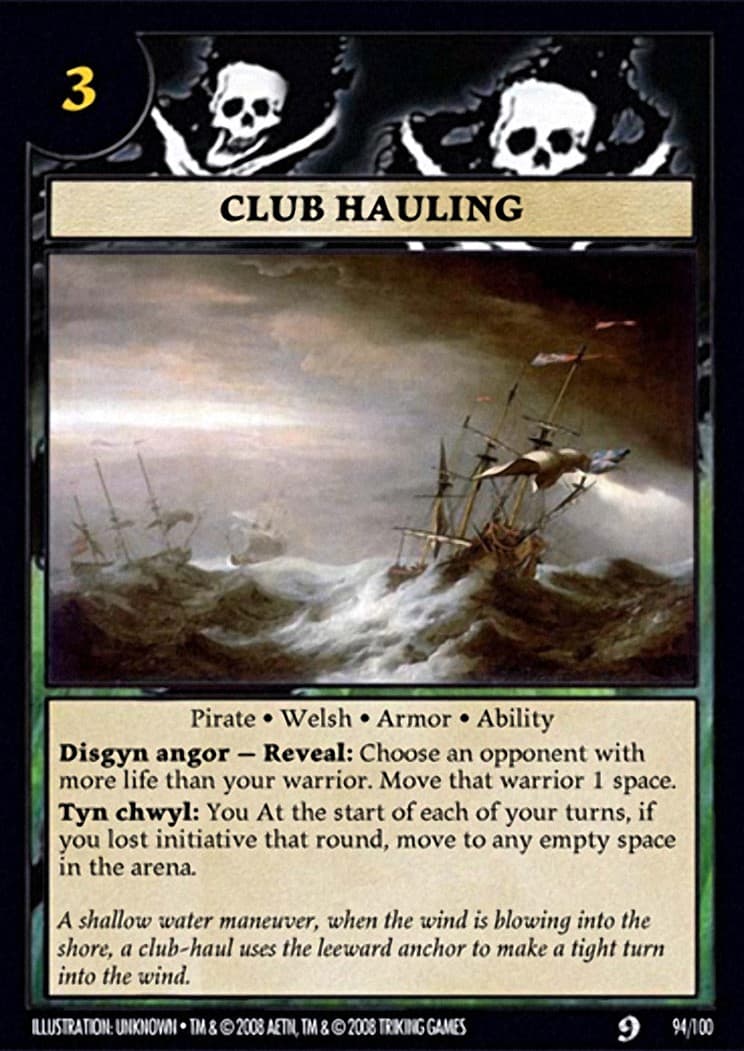 3
CLUB HAULING
Pirate • Welsh • Armor • Ability
Disgyn angor – Reveal: Choose an opponent with
more life than your warrior. Move that warrior 1 space.
Tyn chwyl: You At the start of each of your turns, if
you lost initiative that round, move to any empty space
in the arena.
A shallow water maneuver, when the wind is blowing into the
shore, a club-haul uses the leeward anchor to make a tight turn
into the wind.
ILLUSTRATION: UNKNOWN • TM & © 2008 AETN, TM & © 2008 TRIKING GAMES 9 94/100